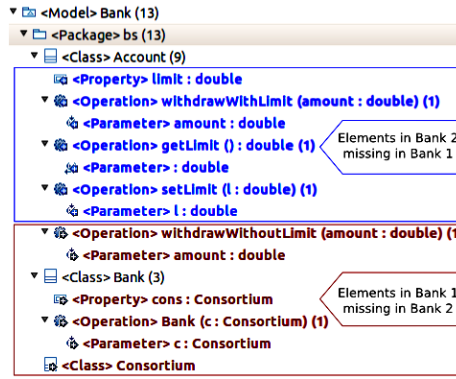 <Model> Bank (13)
<Package> bs (13)
<Class> Account (9)
<Property> limit : double
<Operation> withdrawWithLimit (amount : double) (1)
<Parameter> amount : double
<Operation> getLimit () : double (1)
<Parameter> : double
<Operation> setLimit (l : double) (1)
<Parameter> l : double
Elements in Bank 2
missing in Bank 1
<Operation> withdrawWithoutLimit (amount : double) (1
<Parameter> amount : double
<Class> Bank (3)
<Property> cons : Consortium
<Operation> Bank (c : Consortium) (1)
<Parameter> c : Consortium
<Class> Consortium
Elements in Bank 1
missing in Bank 2